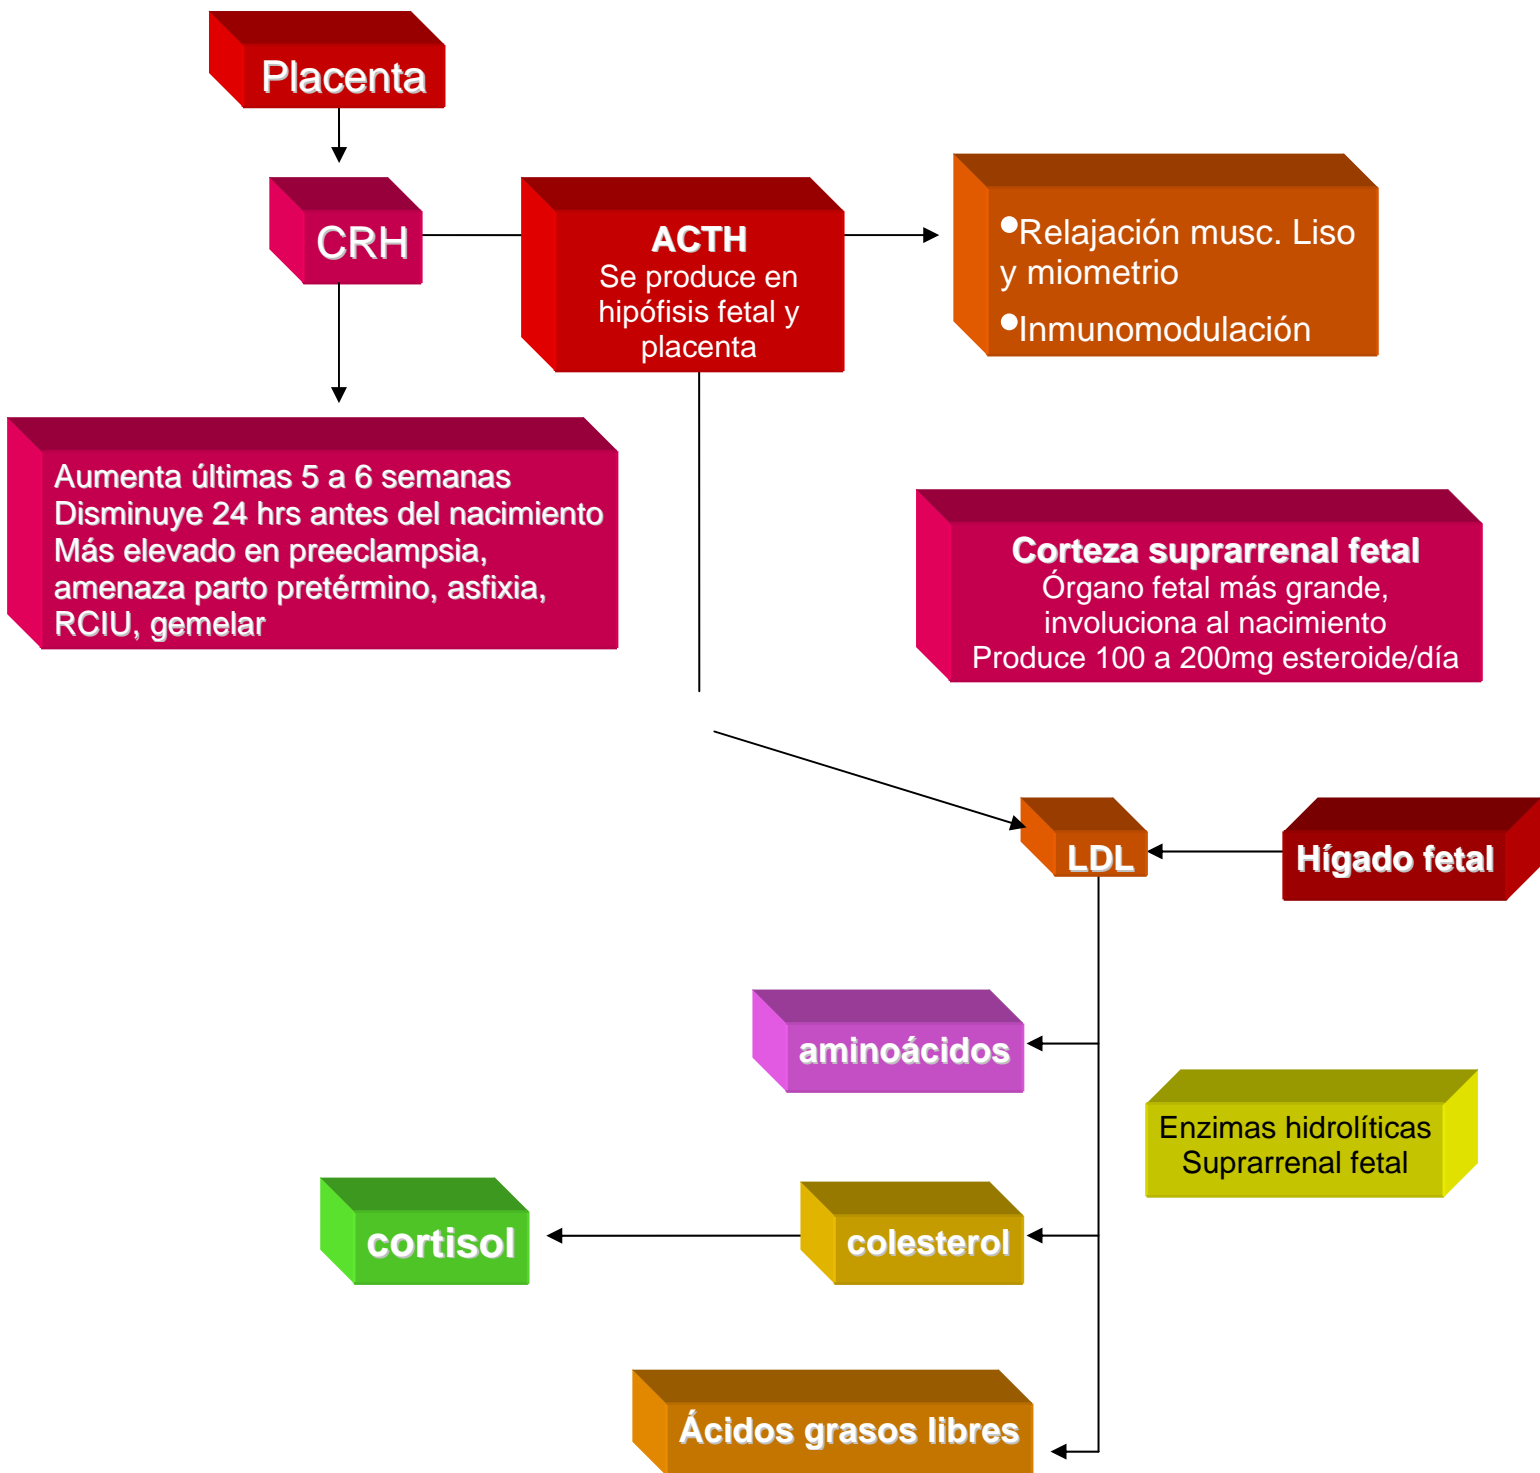 Placenta
CRH
ACTH
Se produce en
hipófisis fetal y
placenta
•Relajación musc. Liso
y miometrio
•Inmunomodulación
Aumenta últimas 5 a 6 semanas
Disminuye 24 hrs antes del nacimiento
Más elevado en preeclampsia,
amenaza parto pretérmino, asfixia,
RCIU, gemelar
Corteza suprarrenal fetal
Órgano fetal más grande,
involuciona al nacimiento
Produce 100 a 200mg esteroide/día
LDL
Hígado fetal
aminoácidos
Enzimas hidrolíticas
Suprarrenal fetal
cortisol
colesterol
Ácidos grasos libres